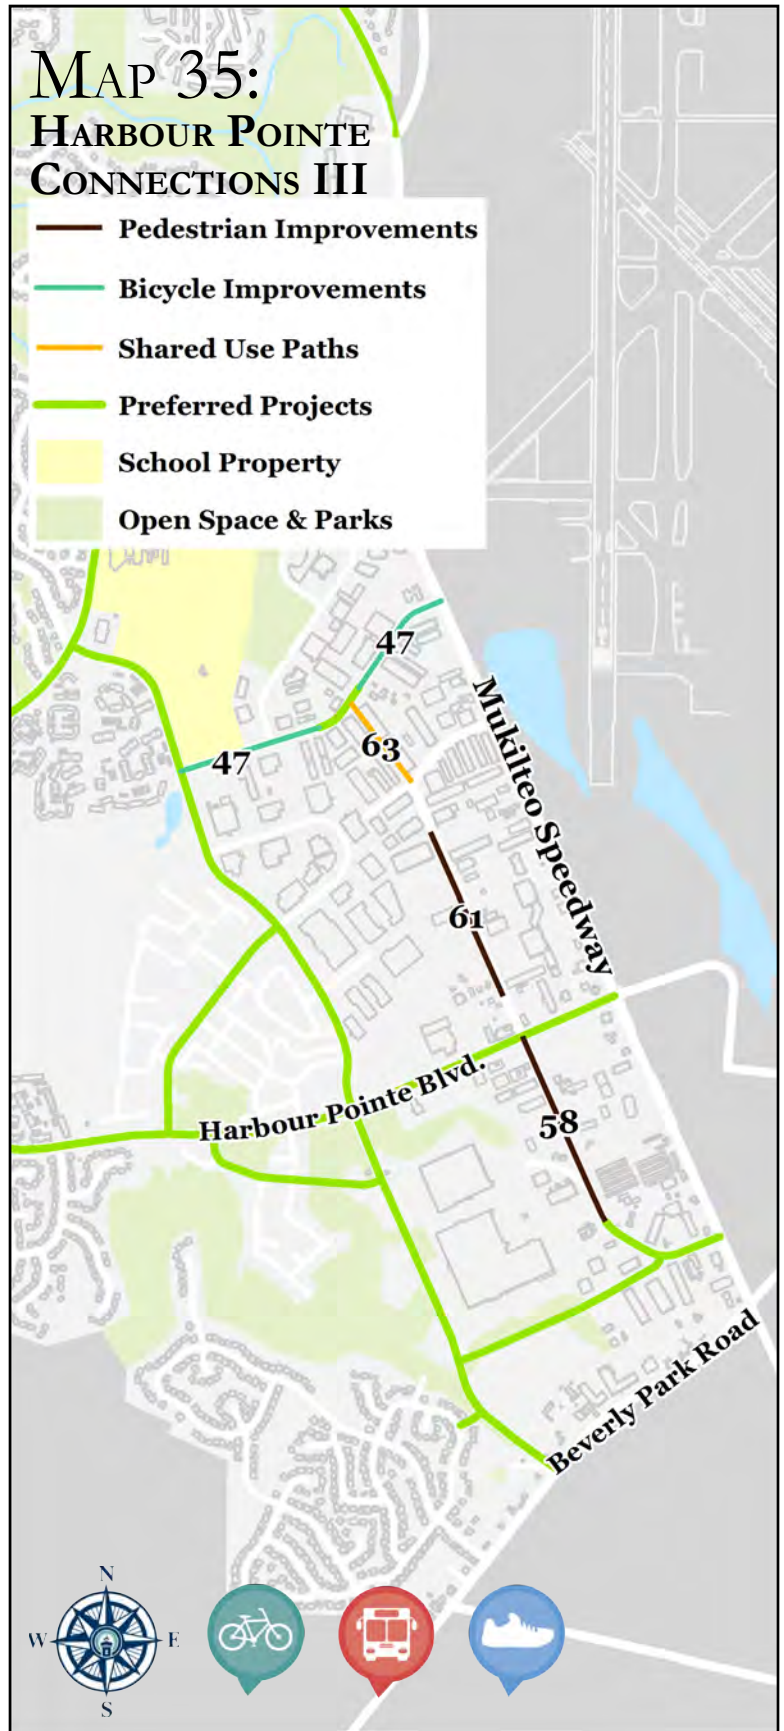 Map 35:
Harbour Pointe
Connections III
Pedestrian Improvements
Bicycle Improvements
Shared Use Paths
Preferred Projects
School Property
Open Space & Parks
47
47
63
Mukilteo Speedway
61
Harbour Pointe Blvd.
58
Beverly Park Road
N
W
E
S